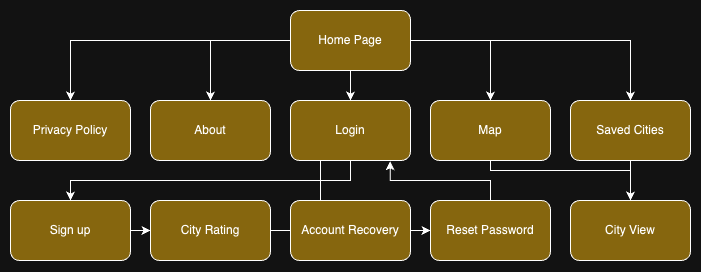 Home Page
Privacy Policy
About
Login
Map
Saved Cities
Sign up
City Rating
Account Recovery
Reset Password
City View